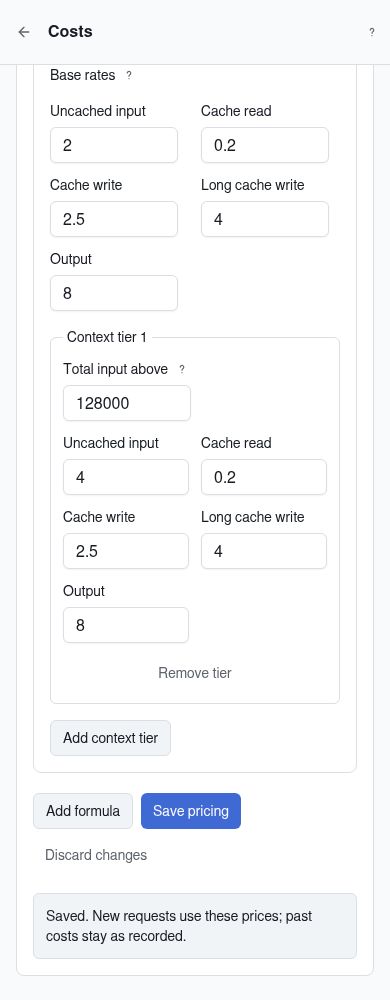 Costs
?
Base rates ?
Uncached input Cache read
2 0.2
Cache write Long cache write
2.5 4
Output
8
Context tier 1
Total input above ?
128000
Uncached input Cache read
4 0.2
Cache write Long cache write
2.5 4
Output
8
Remove tier
Add context tier
Add formula Save pricing
Discard changes
Saved. New requests use these prices; past
costs stay as recorded.